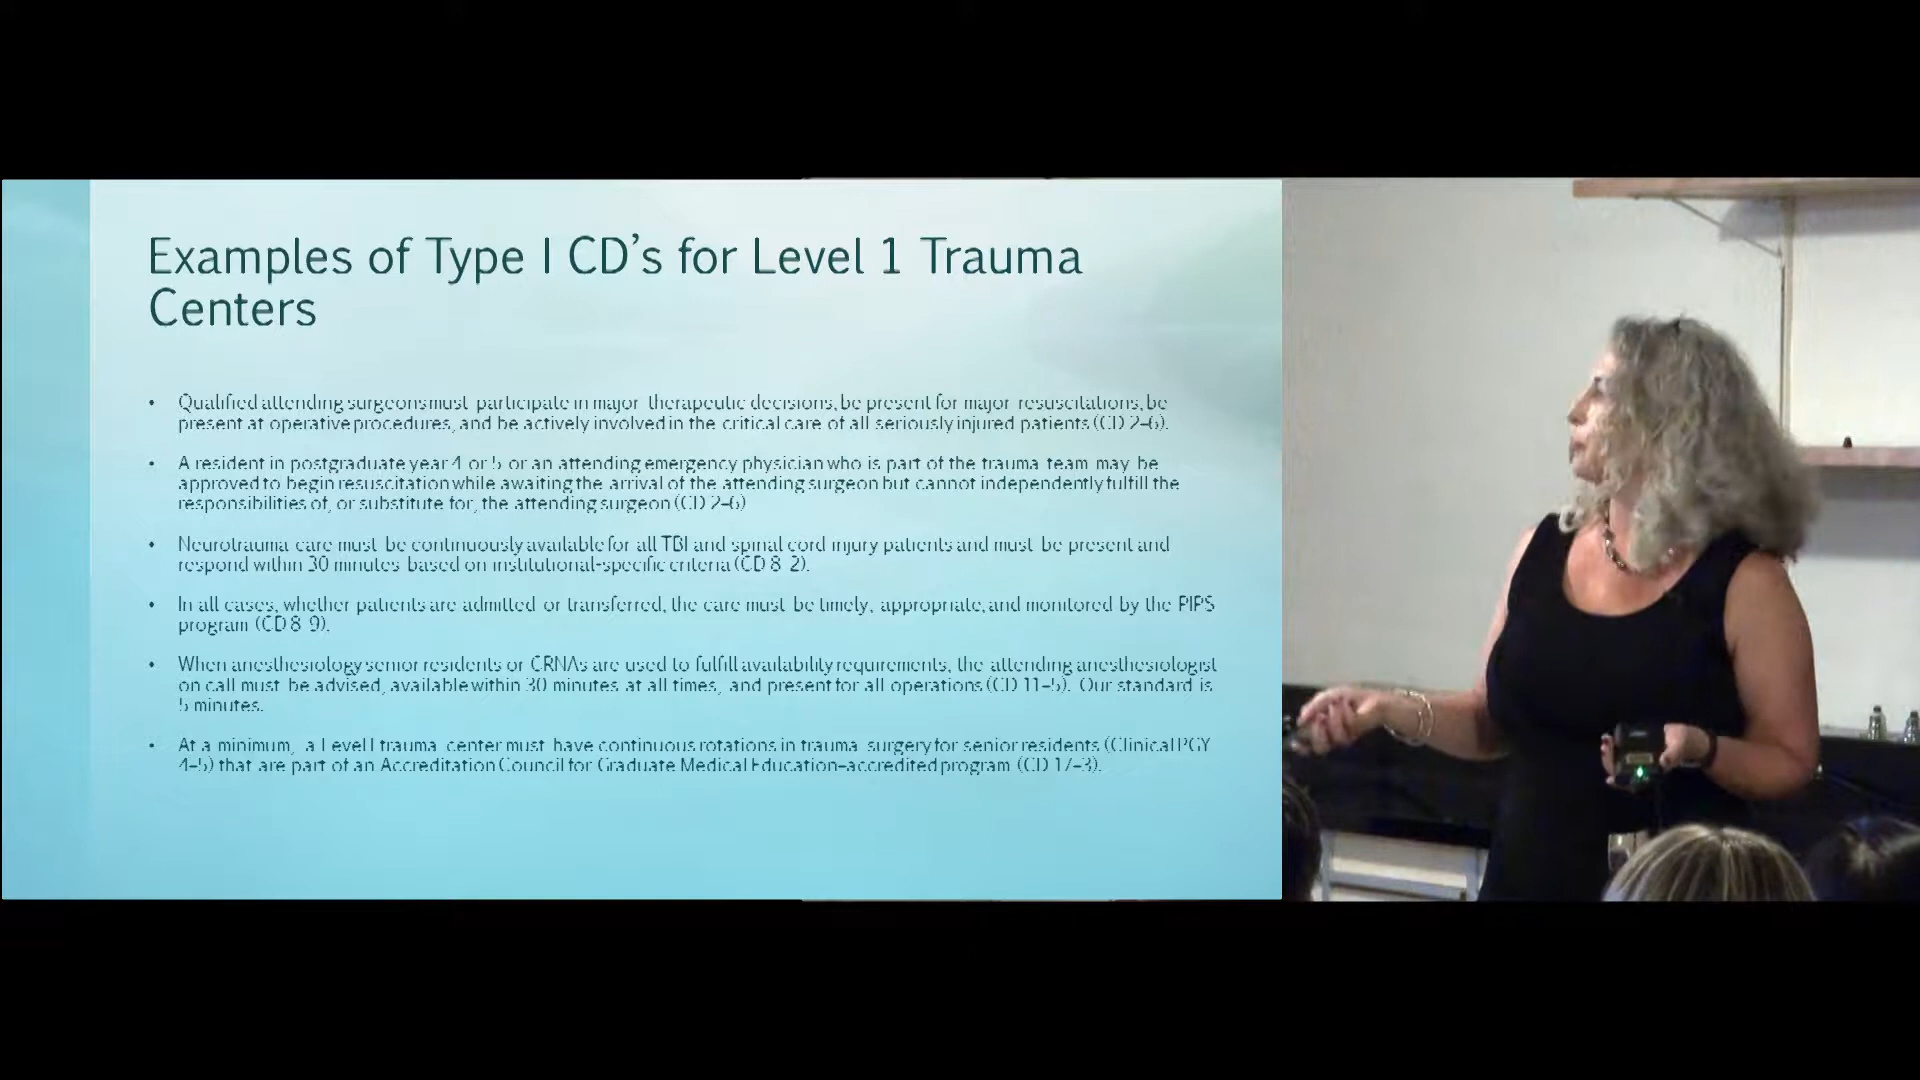 Examples of Type I CD’s for Level 1 Trauma
Centers
• Qualified attending surgeons must participate in major therapeutic decisions, be present for major resuscitations, be
present at operative procedures, and be actively involved in the critical care of all seriously injured patients (CD 2–6).
• A resident in postgraduate year 4 or 5 or an attending emergency physician who is part of the trauma team may be
approved to begin resuscitation while awaiting the arrival of the attending surgeon but cannot independently fulfill the
responsibilities of, or substitute for, the attending surgeon (CD 2–6)
• Neurotrauma care must be continuously available for all TBI and spinal cord injury patients and must be present and
respond within 30 minutes based on institutional-specific criteria (CD 8–2).
• In all cases, whether patients are admitted or transferred, the care must be timely, appropriate, and monitored by the PIPS
program (CD 8–9).
• When anesthesiology senior residents or CRNAs are used to fulfill availability requirements, the attending anesthesiologist
on call must be advised, available within 30 minutes at all times, and present for all operations (CD 11–5). Our standard is
5 minutes.
• At a minimum, a Level I trauma center must have continuous rotations in trauma surgery for senior residents (Clinical PGY
4–5) that are part of an Accreditation Council for Graduate Medical Education–accredited program (CD 17–3).